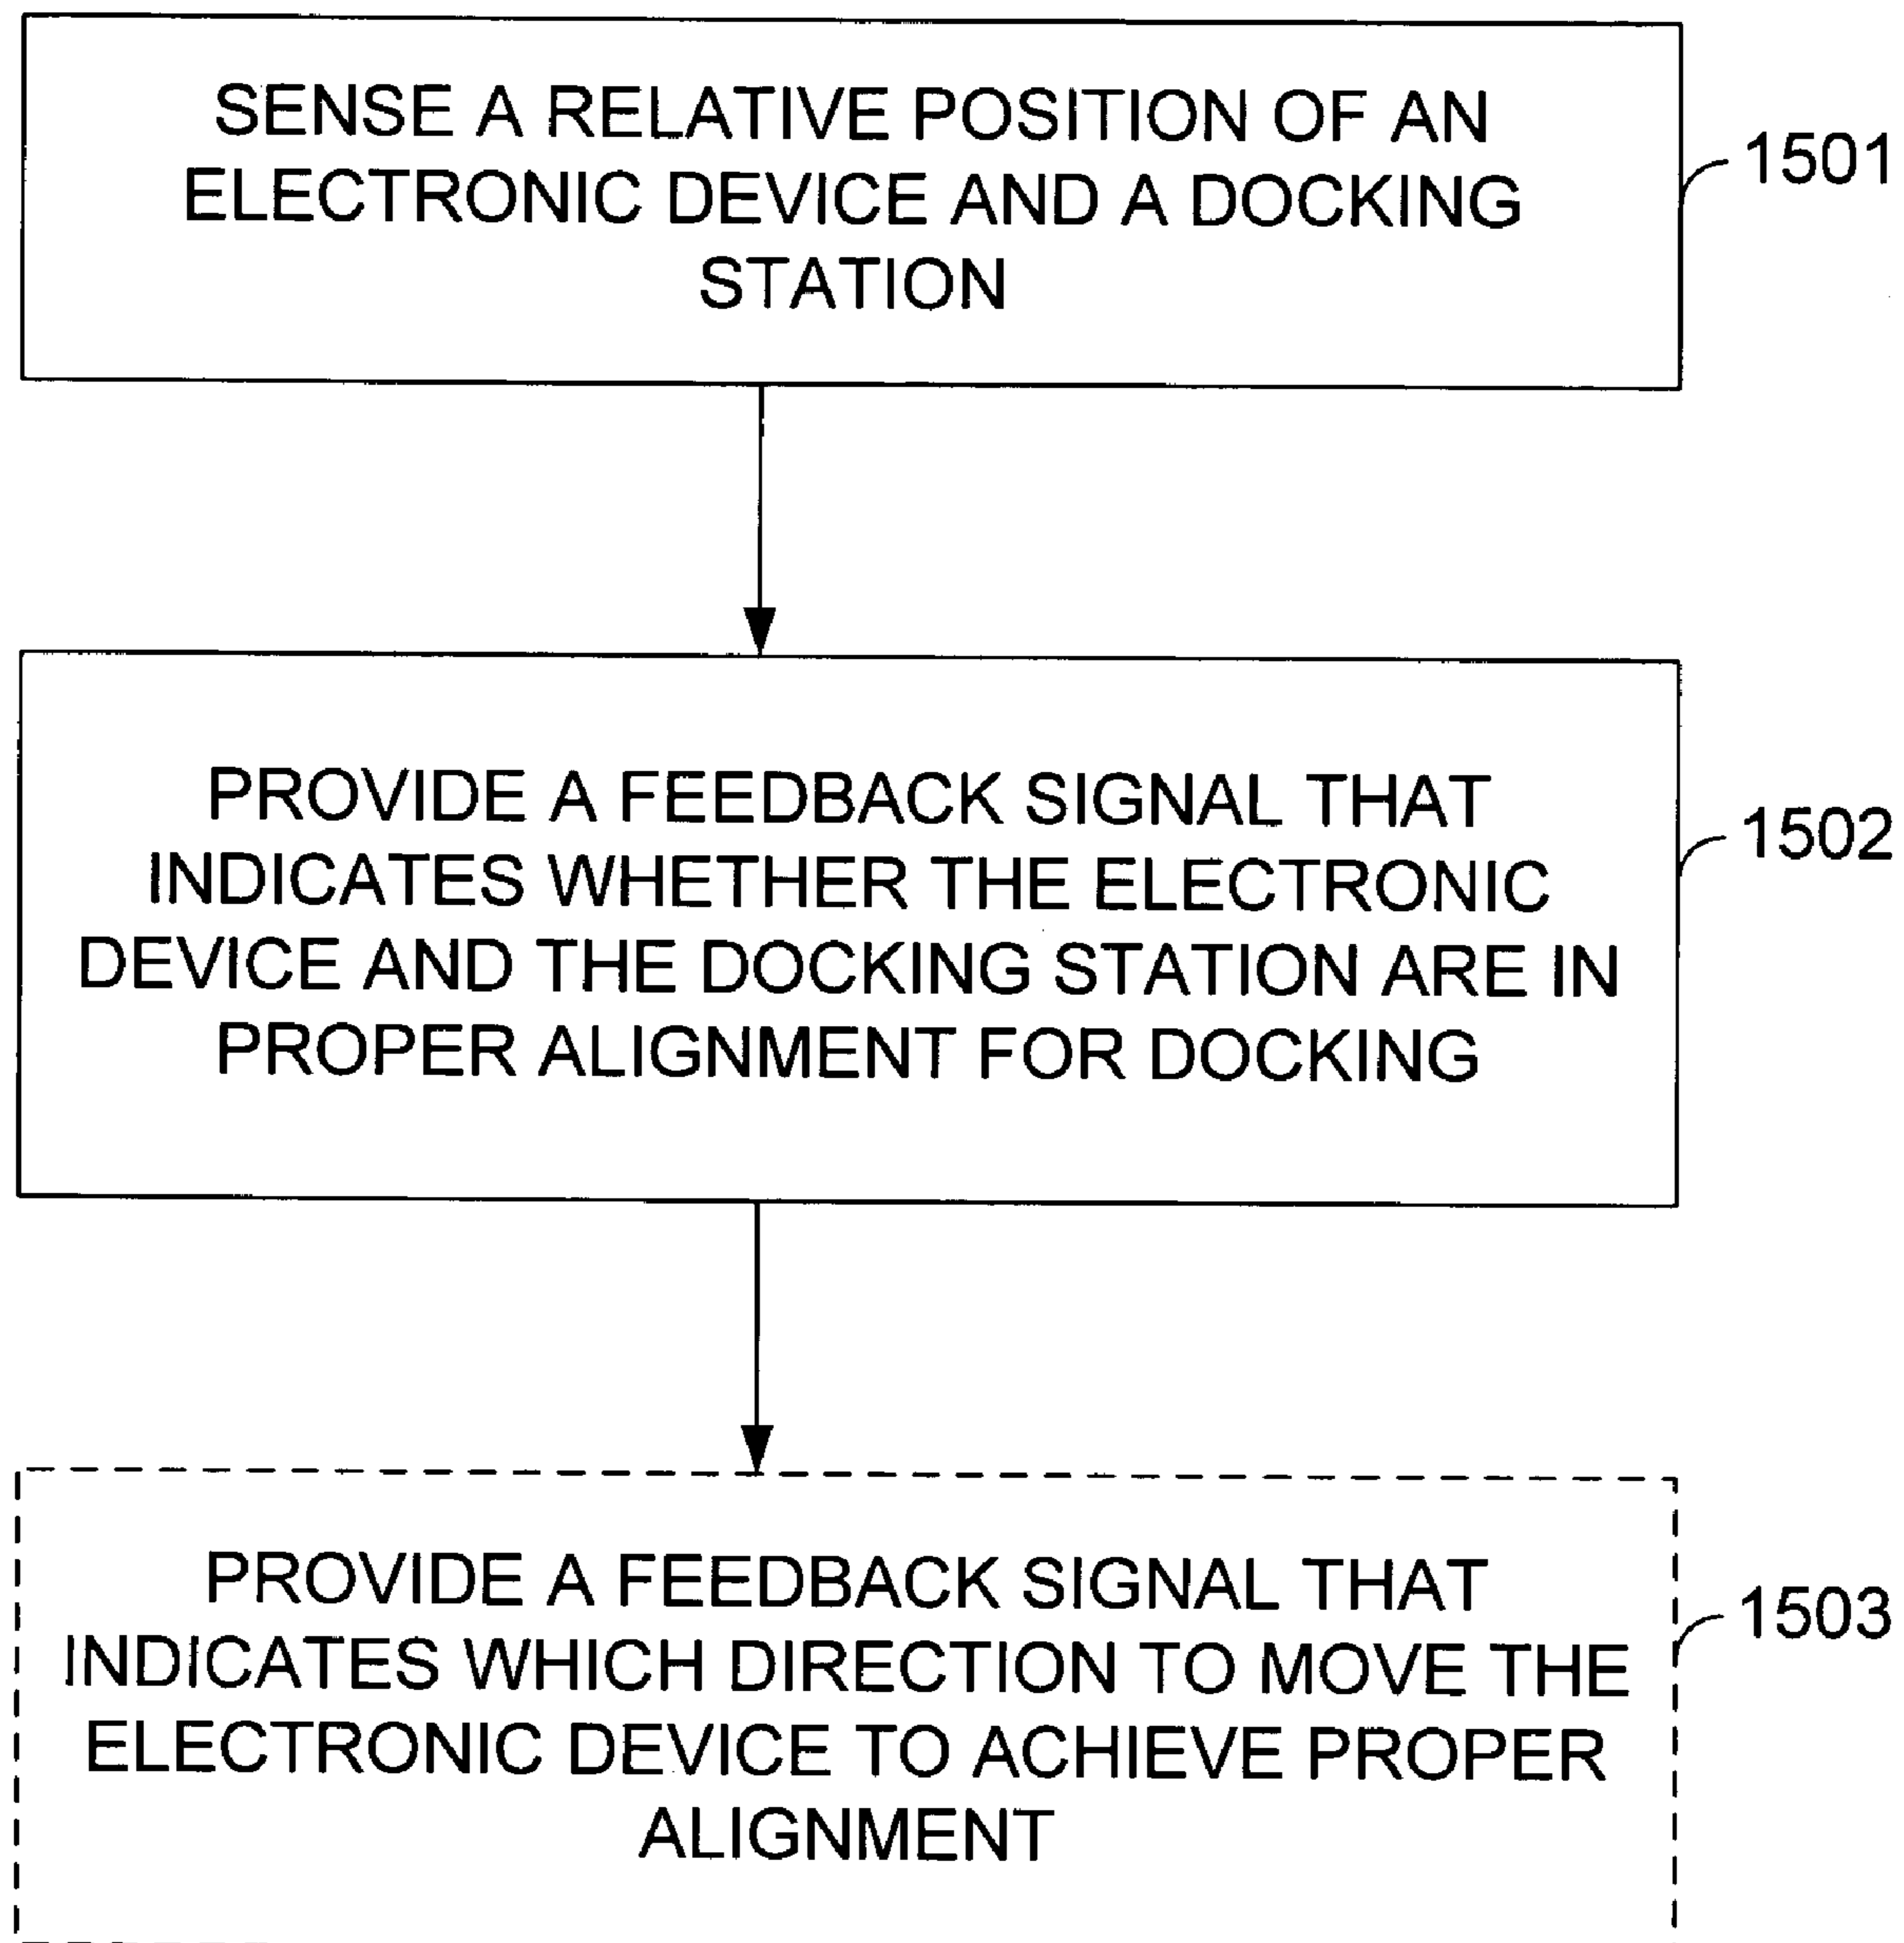 SENSE A RELATIVE POSITION OF AN
ELECTRONIC DEVICE AND A DOCKING
STATION
1501
PROVIDE A FEEDBACK SIGNAL THAT
INDICATES WHETHER THE ELECTRONIC
DEVICE AND THE DOCKING STATION ARE IN
PROPER ALIGNMENT FOR DOCKING
1502
PROVIDE A FEEDBACK SIGNAL THAT
INDICATES WHICH DIRECTION TO MOVE THE
ELECTRONIC DEVICE TO ACHIEVE PROPER
ALIGNMENT
1503